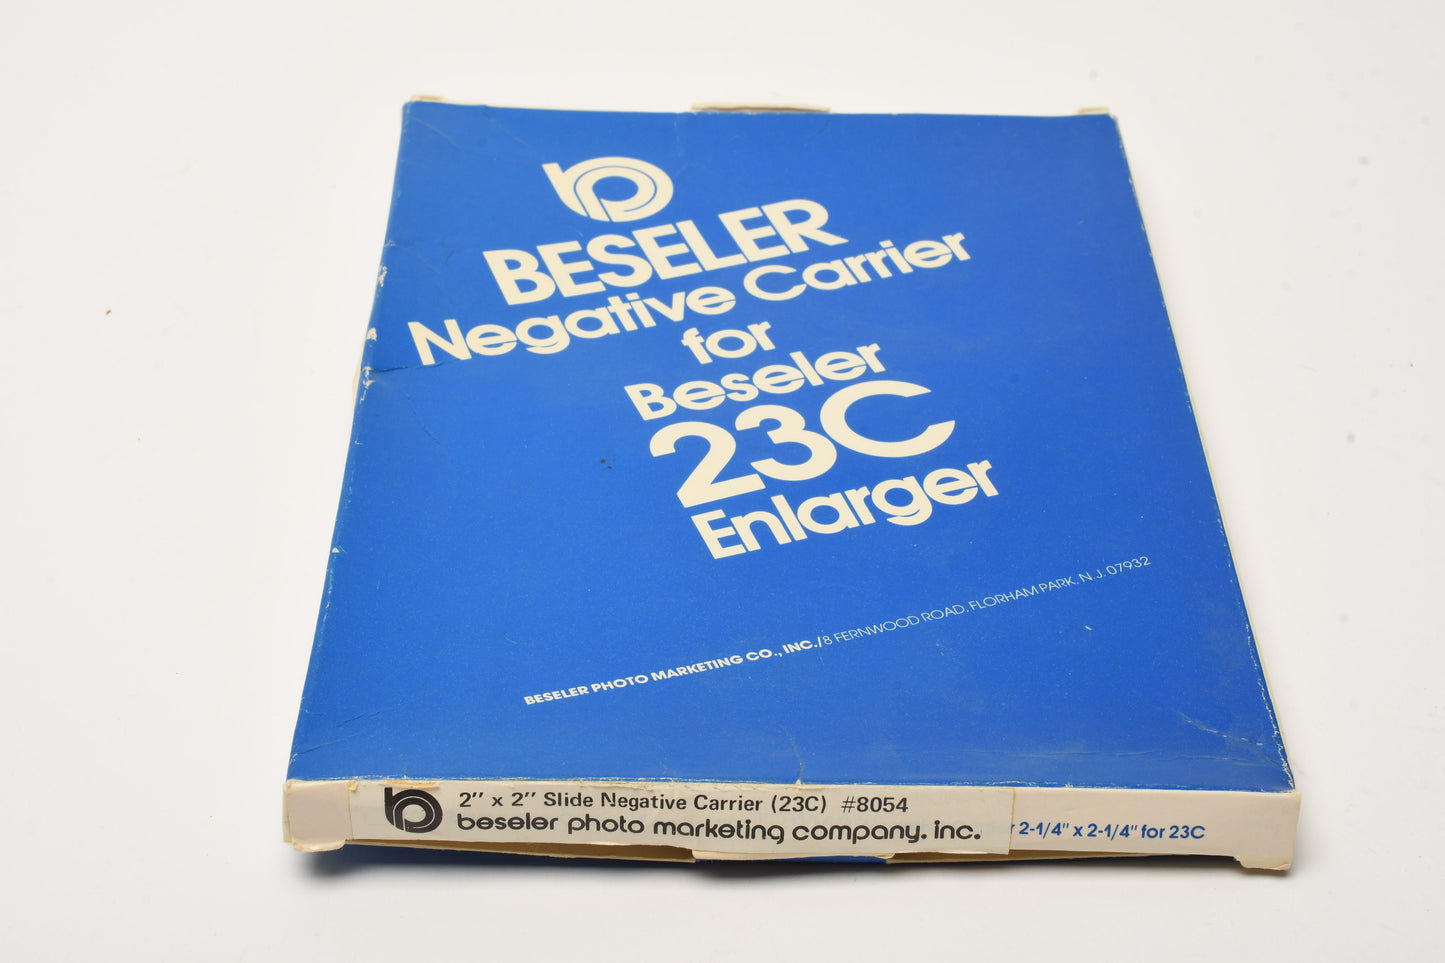 BESELER
Negative Carrier
for
Beseler
23C
Enlarger
BESELER PHOTO MARKETING CO., INC./8 FERNWOOD ROAD, FLORHAM PARK, N.J. 07932
2" x 2" Slide Negative Carrier (23C) #8054
beseler photo marketing company, inc.
2-1/4" x 2-1/4" for 23C